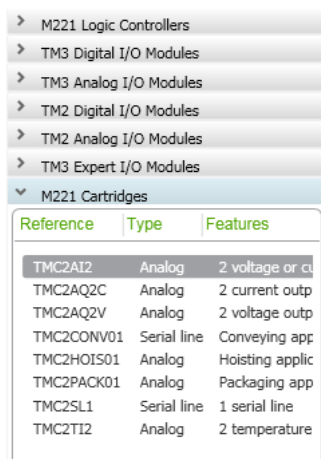 M221 Logic Controllers
TM3 Digital I/O Modules
TM3 Analog I/O Modules
TM2 Digital I/O Modules
TM2 Analog I/O Modules
TM3 Expert I/O Modules
M221 Cartridges
Reference Type Features
TMC2AI2 Analog 2 voltage or cu
TMC2AQ2C Analog 2 current outp
TMC2AQ2V Analog 2 voltage outp
TMC2CONV01 Serial line Conveying app
TMC2HOIS01 Analog Hoisting applic
TMC2PACK01 Analog Packaging app
TMC2SL1 Serial line 1 serial line
TMC2TI2 Analog 2 temperature